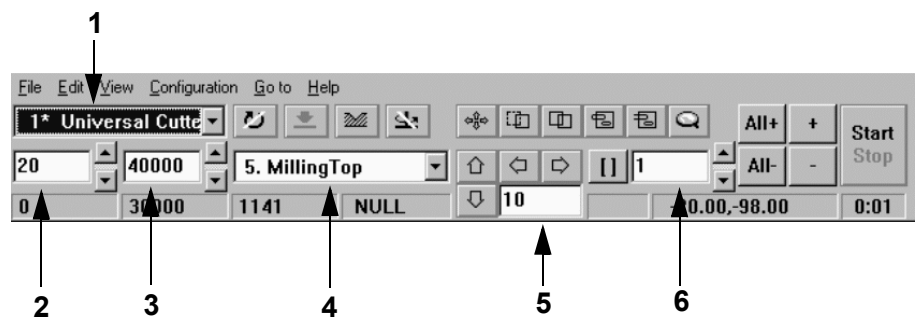 1
File Edit View Configuration Go to Help
1* Universal Cutte All+ + Start
20 40000 5. MillingTop [ ] 1 All- - Stop
0 30000 1141 NULL 10 -20.00,-98.00 0:01
2 3 4 5 6